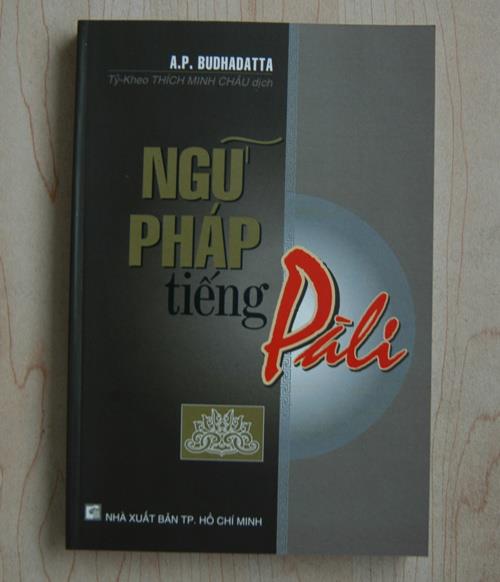 A.P. BUDHADATTA
Tỳ-Kheo THÍCH MINH CHÂU dịch
NGỮ
PHÁP
tiếng
Pàli
NHÀ XUẤT BẢN TP. HỒ CHÍ MINH